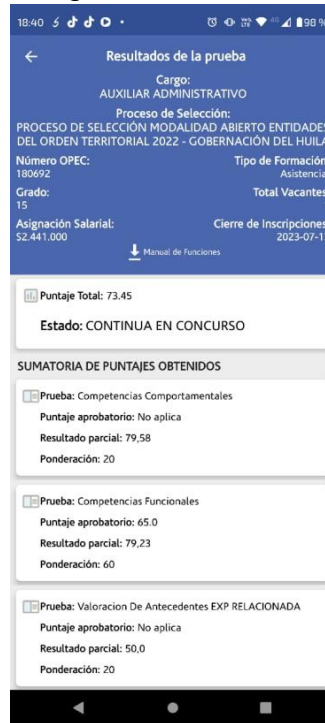 18:40
98 %
Resultados de la prueba
Cargo:
AUXILIAR ADMINISTRATIVO
Proceso de Selección:
PROCESO DE SELECCIÓN MODALIDAD ABIERTO ENTIDADES
DEL ORDEN TERRITORIAL 2022 - GOBERNACIÓN DEL HUILA
Número OPEC: Tipo de Formación
180692 Asistencia
Grado: Total Vacantes
15
Asignación Salarial: Cierre de Inscripciones
$2.441.000 2023-07-1
Manual de Funciones
Puntaje Total: 73.45
Estado: CONTINUA EN CONCURSO
SUMATORIA DE PUNTAJES OBTENIDOS
Prueba: Competencias Comportamentales
Puntaje aprobatorio: No aplica
Resultado parcial: 79,58
Ponderación: 20
Prueba: Competencias Funcionales
Puntaje aprobatorio: 65.0
Resultado parcial: 79,23
Ponderación: 60
Prueba: Valoracion De Antecedentes EXP RELACIONADA
Puntaje aprobatorio: No aplica
Resultado parcial: 50,0
Ponderación: 20